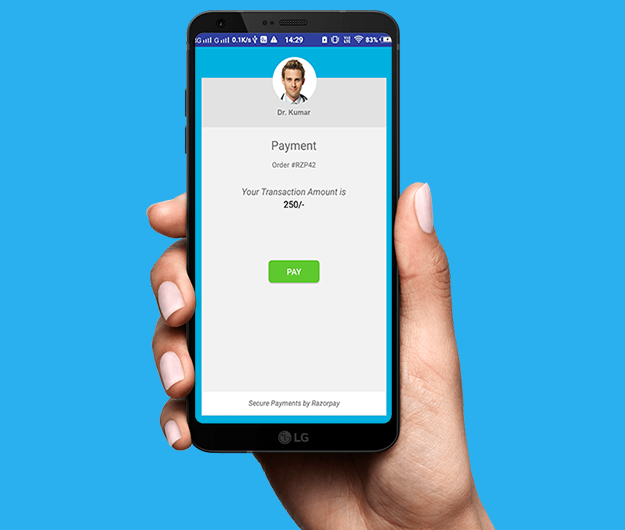 3G G 0.1K/s 14:29 83%
Dr. Kumar
Payment
Order #RZP42
Your Transaction Amount is
250/-
PAY
Secure Payments by Razorpay
LG